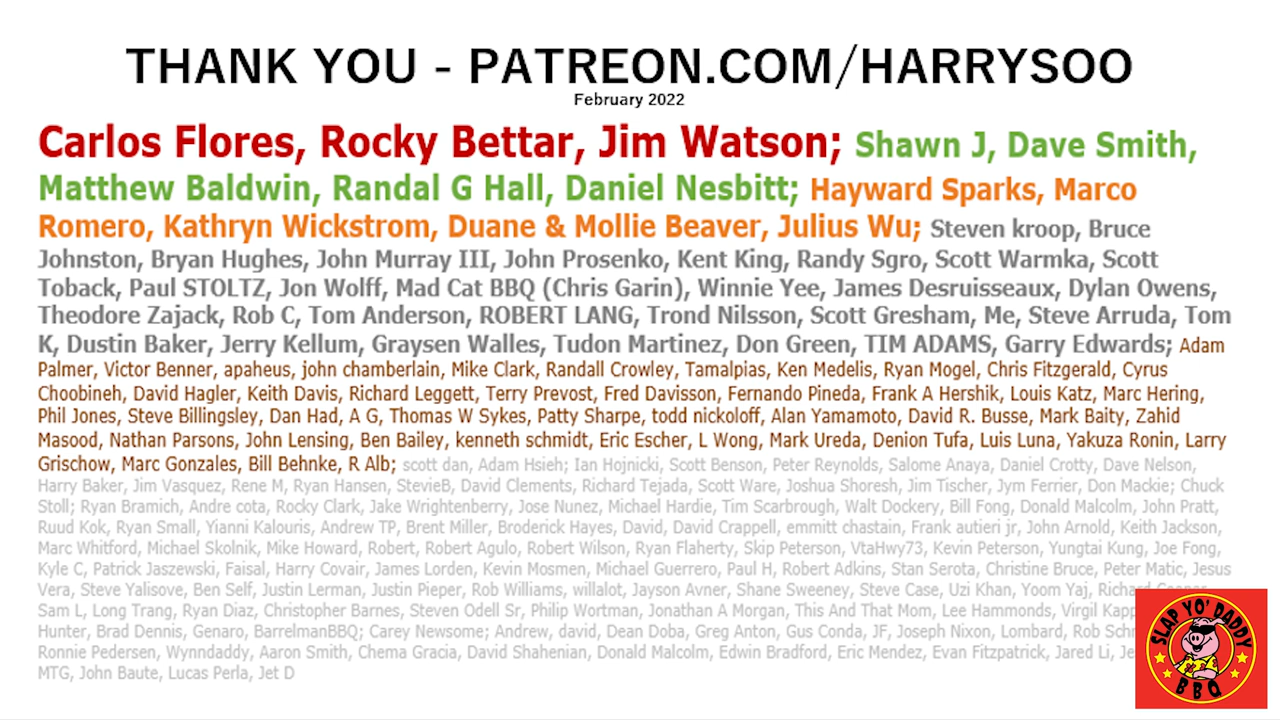 THANK YOU - PATREON.COM/HARRYSOO
February 2022
Carlos Flores, Rocky Bettar, Jim Watson; Shawn J, Dave Smith,
Matthew Baldwin, Randal G Hall, Daniel Nesbitt; Hayward Sparks, Marco
Romero, Kathryn Wickstrom, Duane & Mollie Beaver, Julius Wu; Steven kroop, Bruce
Johnston, Bryan Hughes, John Murray III, John Prosenko, Kent King, Randy Sgro, Scott Warmka, Scott
Toback, Paul STOLTZ, Jon Wolff, Mad Cat BBQ (Chris Garin), Winnie Yee, James Desruisseaux, Dylan Owens,
Theodore Zajack, Rob C, Tom Anderson, ROBERT LANG, Trond Nilsson, Scott Gresham, Me, Steve Arruda, Tom
K, Dustin Baker, Jerry Kellum, Graysen Walles, Tudon Martinez, Don Green, TIM ADAMS, Garry Edwards; Adam
Palmer, Victor Benner, apaheus, john chamberlain, Mike Clark, Randall Crowley, Tamalpias, Ken Medelis, Ryan Mogel, Chris Fitzgerald, Cyrus
Choobineh, David Hagler, Keith Davis, Richard Leggett, Terry Prevost, Fred Davisson, Fernando Pineda, Frank A Hershik, Louis Katz, Marc Hering,
Phil Jones, Steve Billingsley, Dan Had, A G, Thomas W Sykes, Patty Sharpe, todd nickoloff, Alan Yamamoto, David R. Busse, Mark Baity, Zahid
Masood, Nathan Parsons, John Lensing, Ben Bailey, kenneth schmidt, Eric Escher, L Wong, Mark Ureda, Denion Tufa, Luis Luna, Yakuza Ronin, Larry
Grischow, Marc Gonzales, Bill Behnke, R Alb; scott dan, Adam Hsieh; Ian Hojnicki, Scott Benson, Peter Reynolds, Salome Anaya, Daniel Crotty, Dave Nelson,
Harry Baker, Jim Vasquez, Rene M, Ryan Hansen, StevieB, David Clements, Richard Tejada, Scott Ware, Joshua Shoresh, Jim Tischer, Jym Ferrier, Don Mackie; Chuck
Stoll; Ryan Bramich, Andre cota, Rocky Clark, Jake Wrightenberry, Jose Nunez, Michael Hardie, Tim Scarbrough, Walt Dockery, Bill Fong, Donald Malcolm, John Pratt,
Ruud Kok, Ryan Small, Yianni Kalouris, Andrew TP, Brent Miller, Broderick Hayes, David, David Crappell, emmitt chastain, Frank autieri jr, John Arnold, Keith Jackson,
Marc Whitford, Michael Skolnik, Mike Howard, Robert, Robert Agulo, Robert Wilson, Ryan Flaherty, Skip Peterson, VtaHwy73, Kevin Peterson, Yungtai Kung, Joe Fong,
Kyle C, Patrick Jaszewski, Faisal, Harry Covair, James Lorden, Kevin Mosmen, Michael Guerrero, Paul H, Robert Adkins, Stan Serota, Christine Bruce, Peter Matic, Jesus
Vera, Steve Yalisove, Ben Self, Justin Lerman, Justin Pieper, Rob Williams, willalot, Jayson Avner, Shane Sweeney, Steve Case, Uzi Khan, Yoom Yaj,
Sam L, Long Trang, Ryan Diaz, Christopher Barnes, Steven Odell Sr, Philip Wortman, Jonathan A Morgan, This And That Mom, Lee Hammonds, Virgil
Hunter, Brad Dennis, Genaro, BarrelmanBBQ; Carey Newsone; Andrew, david, Dean Doba, Greg Anton, Gus Conda, JF, Joseph Nixon, Lombard, Rob
Ronnie Pedersen, Wynndaddy, Aaron Smith, Chema Gracia, David Shahinian, Donald Malcolm, Edwin Bradford, Eric Mendez, Evan Fitzpatrick, Jared Li,
MTG, John Baute, Lucas Perla, Jet D
SLAP YO' DADDY
BBQ